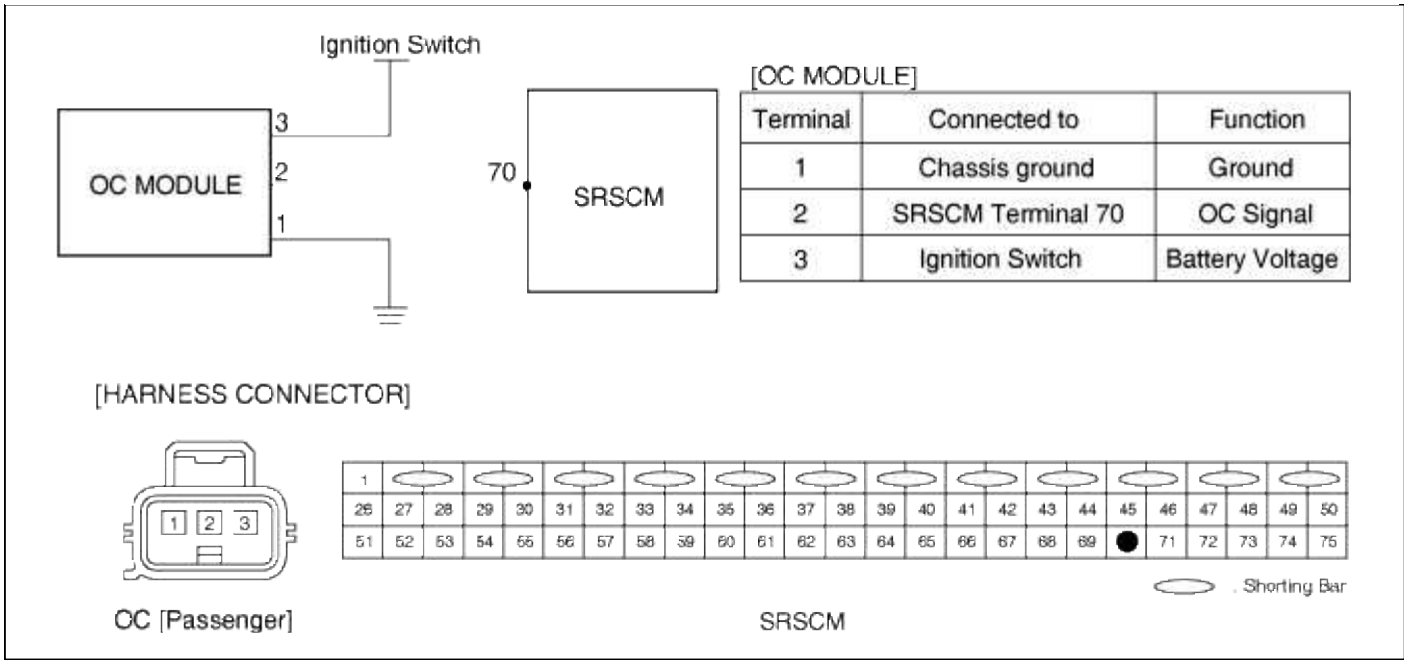 Ignition Switch
3
OC MODULE
2
1
70
SRSCM
[OC MODULE]
Terminal Connected to Function
1 Chassis ground Ground
2 SRSCM Terminal 70 OC Signal
3 Ignition Switch Battery Voltage
[HARNESS CONNECTOR]
1 2 3
OC [Passenger]
1
26 27 28 29 30 31 32 33 34 35 36 37 38 39 40 41 42 43 44 45 46 47 48 49 50
51 52 53 54 55 56 57 58 59 60 61 62 63 64 65 66 67 68 69 71 72 73 74 75
: Shorting Bar
SRSCM